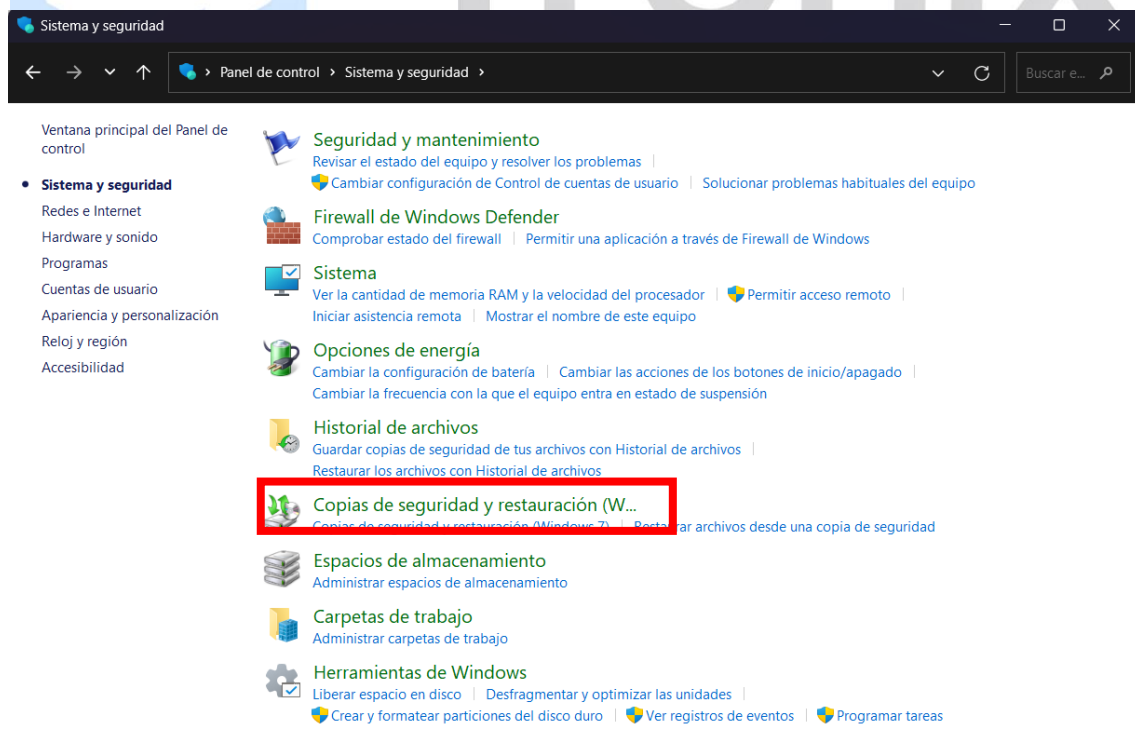 Sistema y seguridad
Panel de control > Sistema y seguridad >
Buscar e...
Ventana principal del Panel de
control
Sistema y seguridad
Redes e Internet
Hardware y sonido
Programas
Cuentas de usuario
Apariencia y personalización
Reloj y región
Accesibilidad
Seguridad y mantenimiento
Revisar el estado del equipo y resolver los problemas
Cambiar configuración de Control de cuentas de usuario
Solucionar problemas habituales del equipo
Firewall de Windows Defender
Comprobar estado del firewall
Permitir una aplicación a través de Firewall de Windows
Sistema
Ver la cantidad de memoria RAM y la velocidad del procesador
Permitir acceso remoto
Iniciar asistencia remota
Mostrar el nombre de este equipo
Opciones de energía
Cambiar la configuración de batería
Cambiar las acciones de los botones de inicio/apagado
Cambiar la frecuencia con la que el equipo entra en estado de suspensión
Historial de archivos
Guardar copias de seguridad de tus archivos con Historial de archivos
Restaurar los archivos con Historial de archivos
Copias de seguridad y restauración (W...
Copias de seguridad y restauración (Windows 7)
Restaurar archivos desde una copia de seguridad
Espacios de almacenamiento
Administrar espacios de almacenamiento
Carpetas de trabajo
Administrar carpetas de trabajo
Herramientas de Windows
Liberar espacio en disco
Desfragmentar y optimizar las unidades
Crear y formatear particiones del disco duro
Ver registros de eventos
Programar tareas